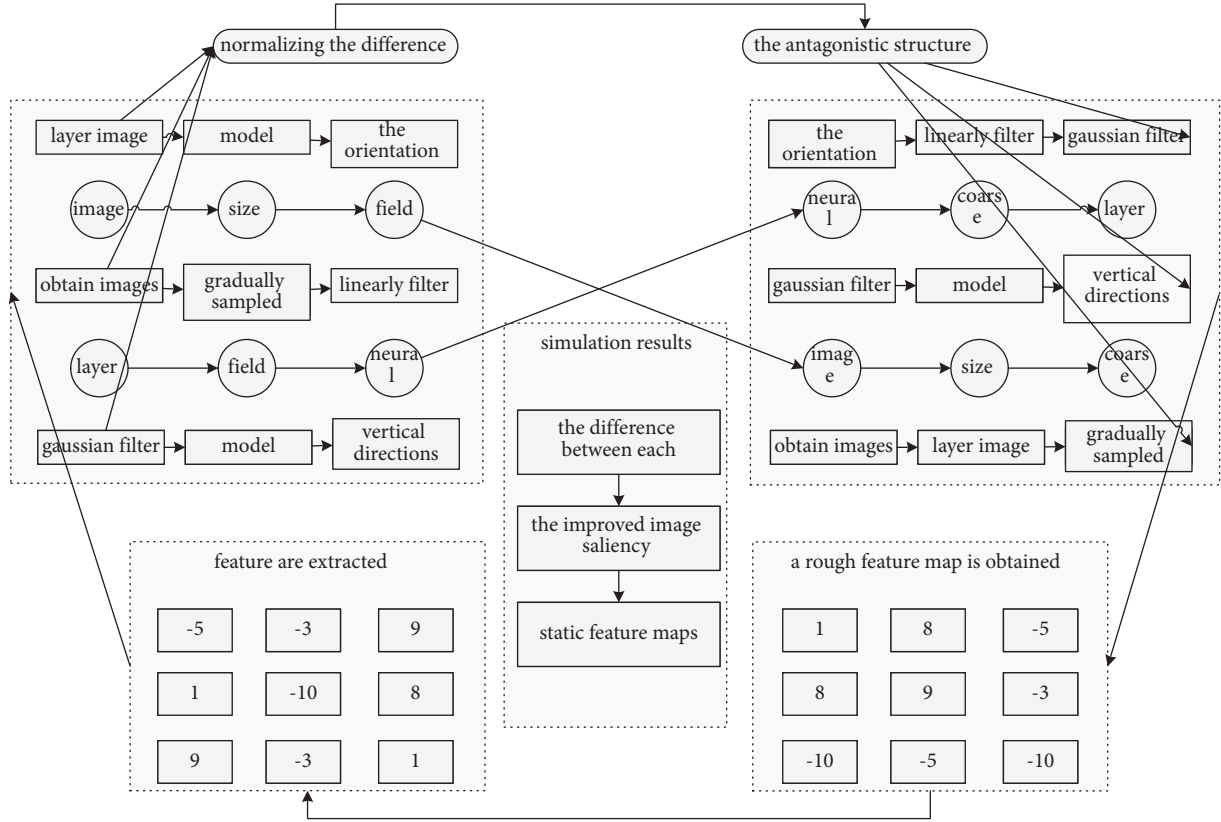 normalizing the difference
the antagonistic structure
layer image
model
the
orientation
image
size
field
obtain images
gradually
sampled
linearly filter
layer
field
neura
l
gaussian filter
model
vertical
directions
the
orientation
linearly filter
gaussian filter
neura
l
coars
e
layer
gaussian filter
model
vertical
directions
imag
e
size
coars
e
obtain images
layer image
gradually
sampled
simulation results
the difference
between each
the improved image
saliency
static feature maps
feature are extracted
-5 -3 9
1 -10 8
9 -3 1
a rough feature map is obtained
1 8 -5
8 9 -3
-10 -5 -10